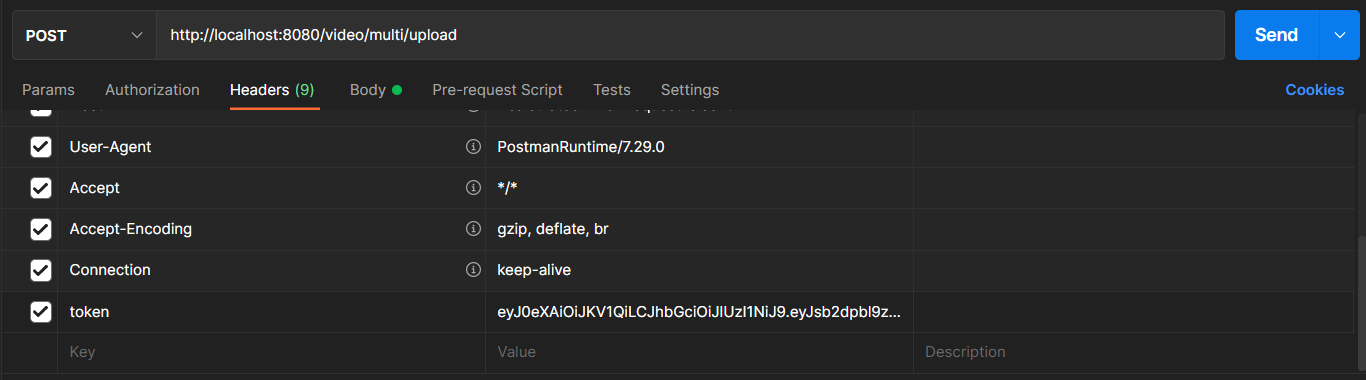 POST http://localhost:8080/video/multi/upload Send
Params Authorization Headers (9) Body Pre-request Script Tests Settings Cookies
User-Agent PostmanRuntime/7.29.0
Accept */*
Accept-Encoding gzip, deflate, br
Connection keep-alive
token eyJ0eXAiOiJKV1QiLCJhbGciOiJIUzI1NiJ9.eyJsb2dpbl9z...
Key Value Description